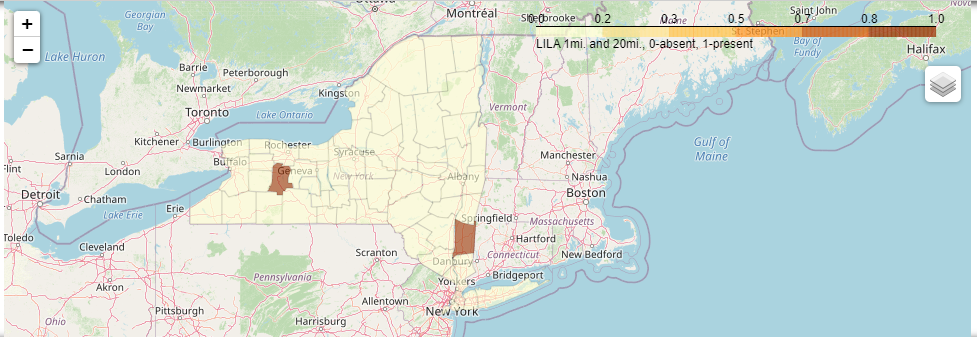 +
−
Georgian
Bay
Ottawa
Montréal
Sherbrooke
Maine
Saint John
0.0 0.2 0.3 0.5 0.7 0.8 1.0
St. Stephen
LILA 1mi. and 20mi., 0-absent, 1-present
Bay of
Fundy
Halifax
Lake Huron
Barrie
Peterborough
Newmarket
Kingston
Toronto
Lake Ontario
Vermont
Kitchener
Burlington
Rochester
Syracuse
Manchester
Gulf of
Maine
Sarnia
London
Buffalo
Geneva
New York
Albany
Nashua
Flint
Detroit
Chatham
Lake Erie
Erie
Boston
Springfield
Massachusetts
Toledo
Cleveland
Scranton
Hartford
Connecticut
New Bedford
Danbury
Akron
Pennsylvania
Yonkers
Bridgeport
Allentown
Pittsburgh
New York
Ohio
Harrisburg